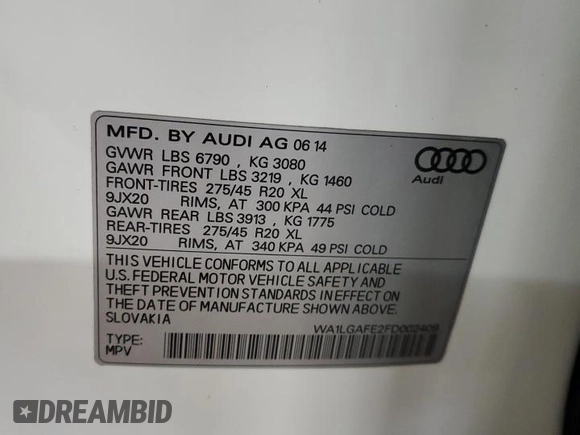 MFD. BY AUDI AG 06 14
GVWR LBS 6790 , KG 3080
GAWR FRONT LBS 3219 , KG 1460
FRONT-TIRES 275/45 R20 XL
9JX20 RIMS, AT 300 KPA 44 PSI COLD
GAWR REAR LBS 3913 , KG 1775
REAR-TIRES 275/45 R20 XL
9JX20 RIMS, AT 340 KPA 49 PSI COLD
THIS VEHICLE CONFORMS TO ALL APPLICABLE
U.S. FEDERAL MOTOR VEHICLE SAFETY AND
THEFT PREVENTION STANDARDS IN EFFECT ON
THE DATE OF MANUFACTURE SHOWN ABOVE.
SLOVAKIA
WA1LGAFE2FD002409
TYPE:
MPV
Audi
DREAMBID